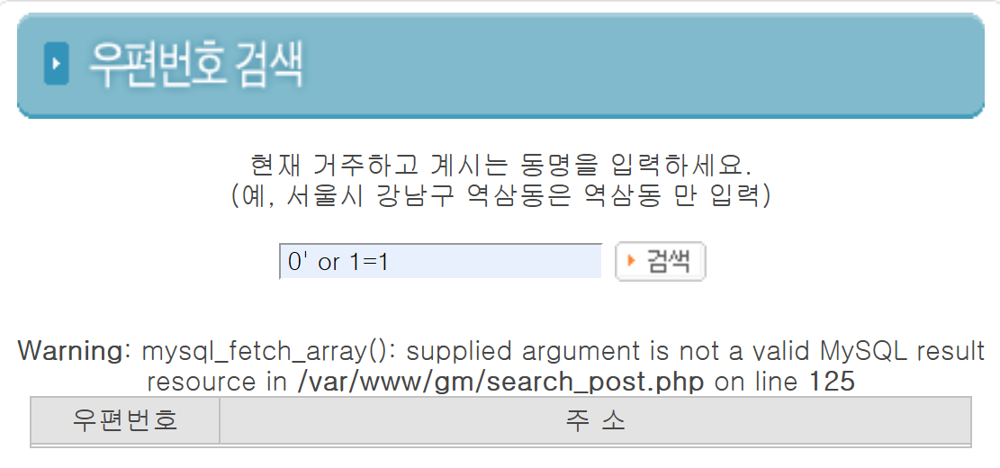 우편번호 검색
현재 거주하고 계시는 동명을 입력하세요.
(예, 서울시 강남구 역삼동은 역삼동 만 입력)
0' or 1=1 검색
Warning: mysql_fetch_array(): supplied argument is not a valid MySQL result
resource in /var/www/gm/search_post.php on line 125
우편번호 주 소